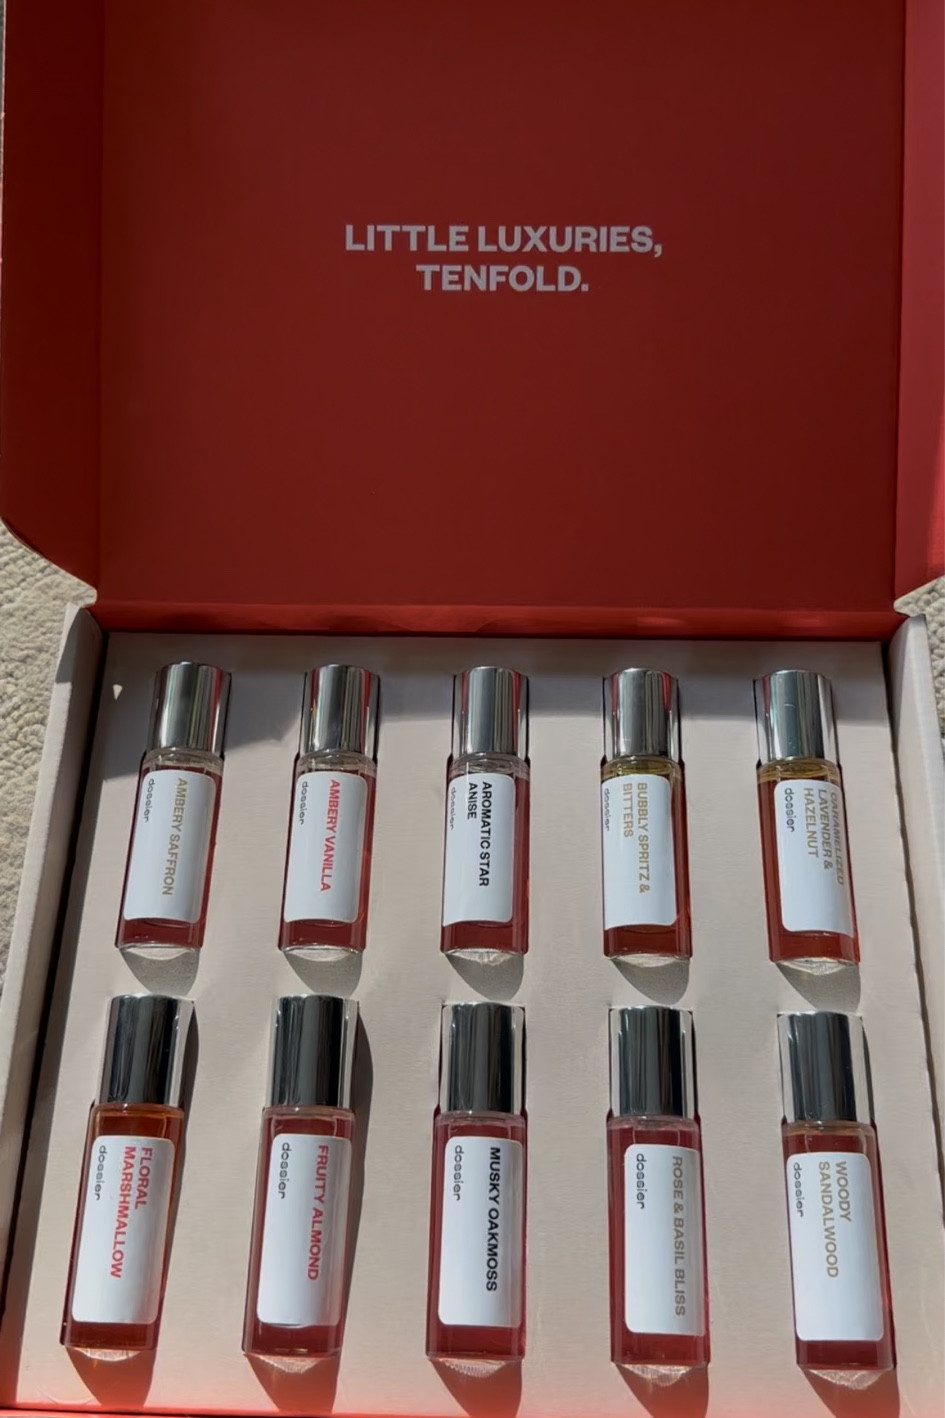 LITTLE LUXURIES,
TENFOLD.
AMBERY SAFFRON
dossier
AMBERY VANILLA
dossier
AROMATIC STAR
ANISE
dossier
BUBBLY SPRITZ &
BITTERS
dossier
CARAMELIZED
LAVENDER &
HAZELNUT
dossier
FLORAL
MARSHMALLOW
dossier
FRUITY ALMOND
dossier
MUSKY OAKMOSS
dossier
ROSE & BASIL BLISS
dossier
WOODY
SANDALWOOD
dossier